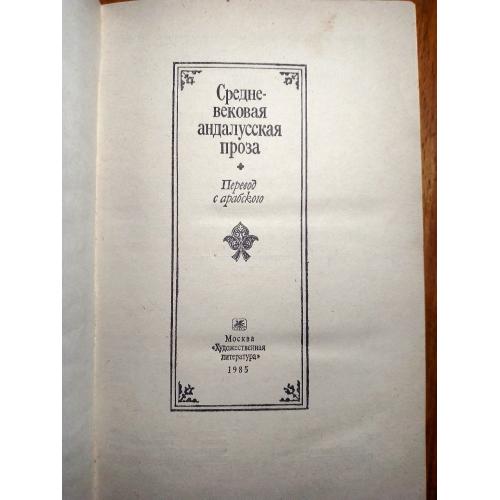 Средне-
вековая
андалусская
проза
Перевод
с арабского
Москва
«Художественная
литература»
1985